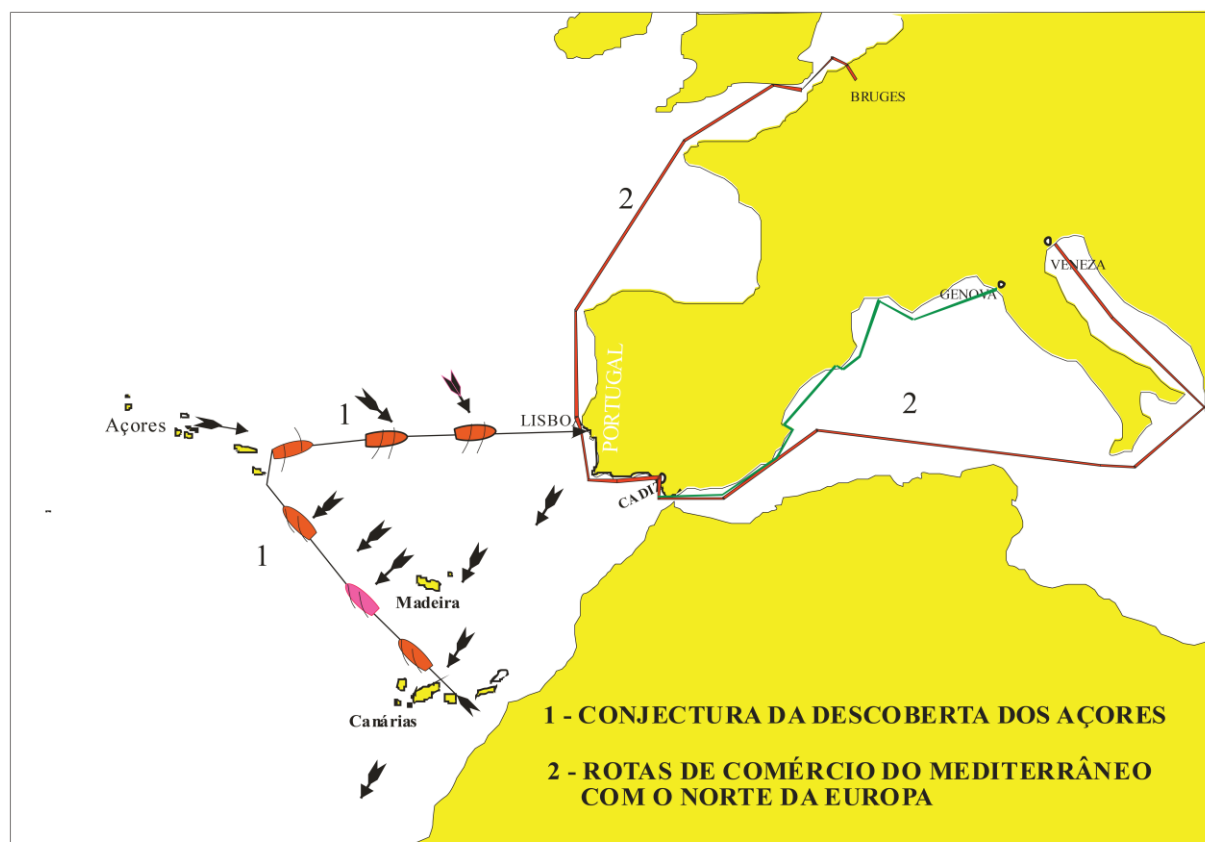 BRUGES
2
VENEZA
GENOVA
PORTUGAL
1
LISBOA
Açores
2
CADIZ
1
Madeira
Canárias
1 - CONJECTURA DA DESCOBERTA DOS AÇORES
2 - ROTAS DE COMÉRCIO DO MEDITERRÂNEO
COM O NORTE DA EUROPA